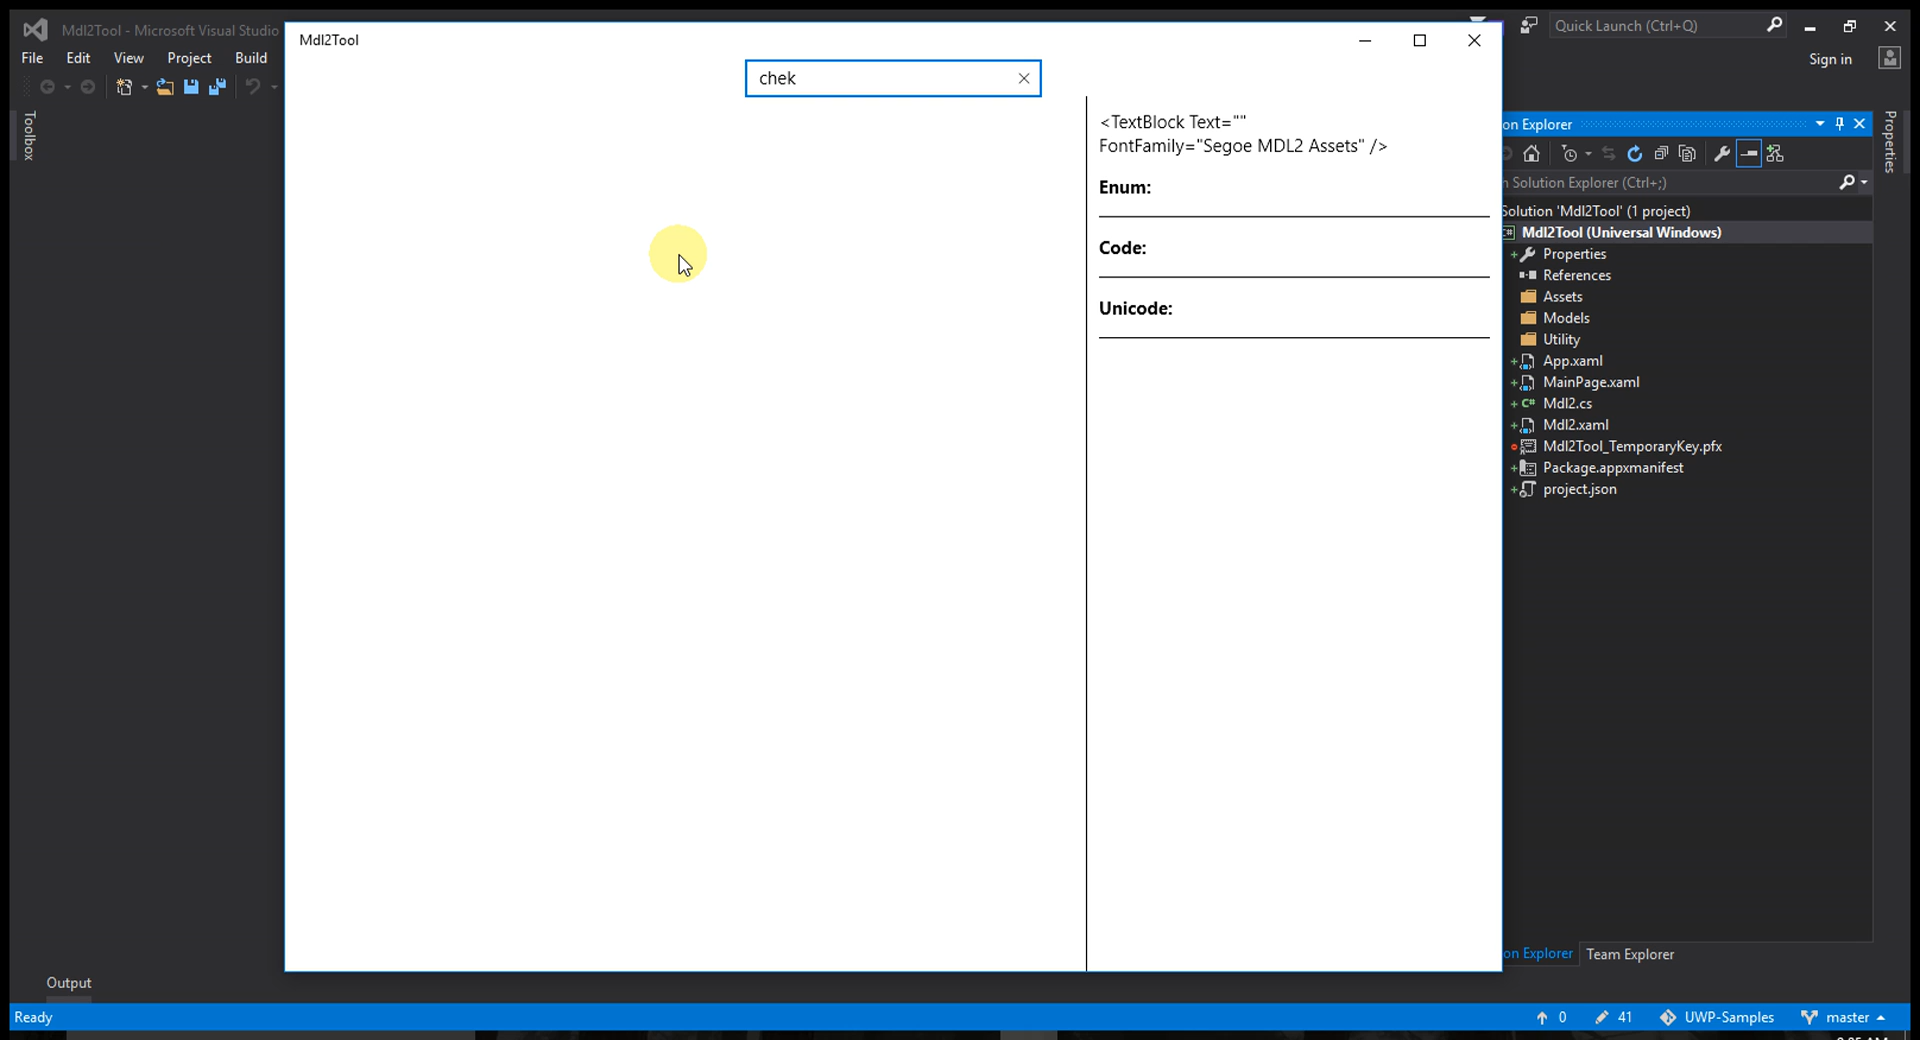 Mdl2Tool - Microsoft Visual Studio
Quick Launch (Ctrl+Q)
File Edit View Project Build
Sign in
Toolbox
Mdl2Tool
chek
<TextBlock Text=""
FontFamily="Segoe MDL2 Assets" />
Enum:
Code:
Unicode:
on Explorer
Properties
Solution Explorer (Ctrl+;)
Solution 'Mdl2Tool' (1 project)
Mdl2Tool (Universal Windows)
Properties
References
Assets
Models
Utility
App.xaml
MainPage.xaml
Mdl2.cs
Mdl2.xaml
Mdl2Tool_TemporaryKey.pfx
Package.appxmanifest
project.json
on Explorer Team Explorer
Output
Ready
0 41 UWP-Samples master